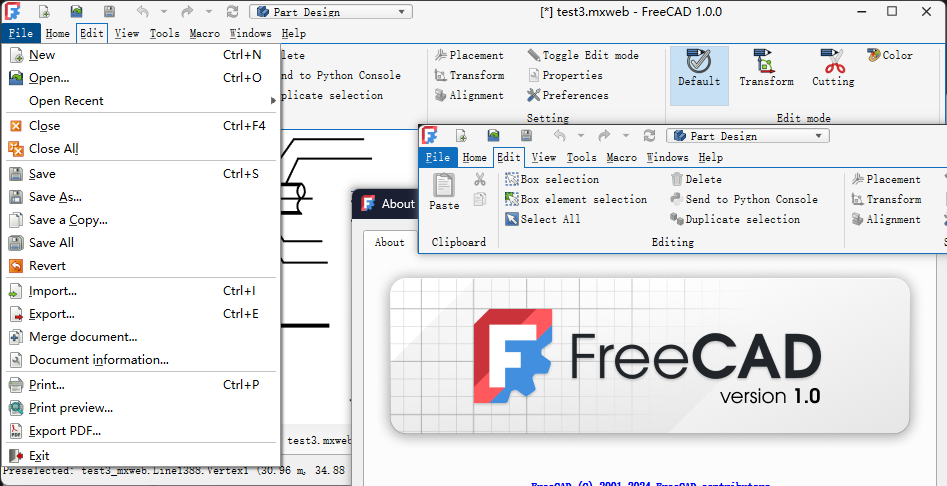 Part Design
[*] test3.mxweb - FreeCAD 1.0.0
File Home Edit View Tools Macro Windows Help
New Ctrl+N
Open... Ctrl+O
Open Recent
Close Ctrl+F4
Close All
Save Ctrl+S
Save As...
Save a Copy...
Save All
Revert
Import... Ctrl+I
Export... Ctrl+E
Merge document...
Document information...
Print... Ctrl+P
Print preview...
Export PDF...
Exit
lete
nd to Python Console
plicate selection
Placement
Transform
Alignment
Toggle Edit mode
Properties
Preferences
Setting
Default
Transform
Cutting
Color
Edit mode
Part Design
File Home Edit View Tools Macro Windows Help
Paste
Clipboard
Box selection
Box element selection
Select All
Delete
Send to Python Console
Duplicate selection
Editing
Placement
Transform
Alignment
S
About
About
FreeCAD
version 1.0
FreeCAD (C) 2001-2024 FreeCAD contributors
test3.mxweb
Preselected: test3_mxweb.Line1388.Vertex1 (30.96 m, 34.88